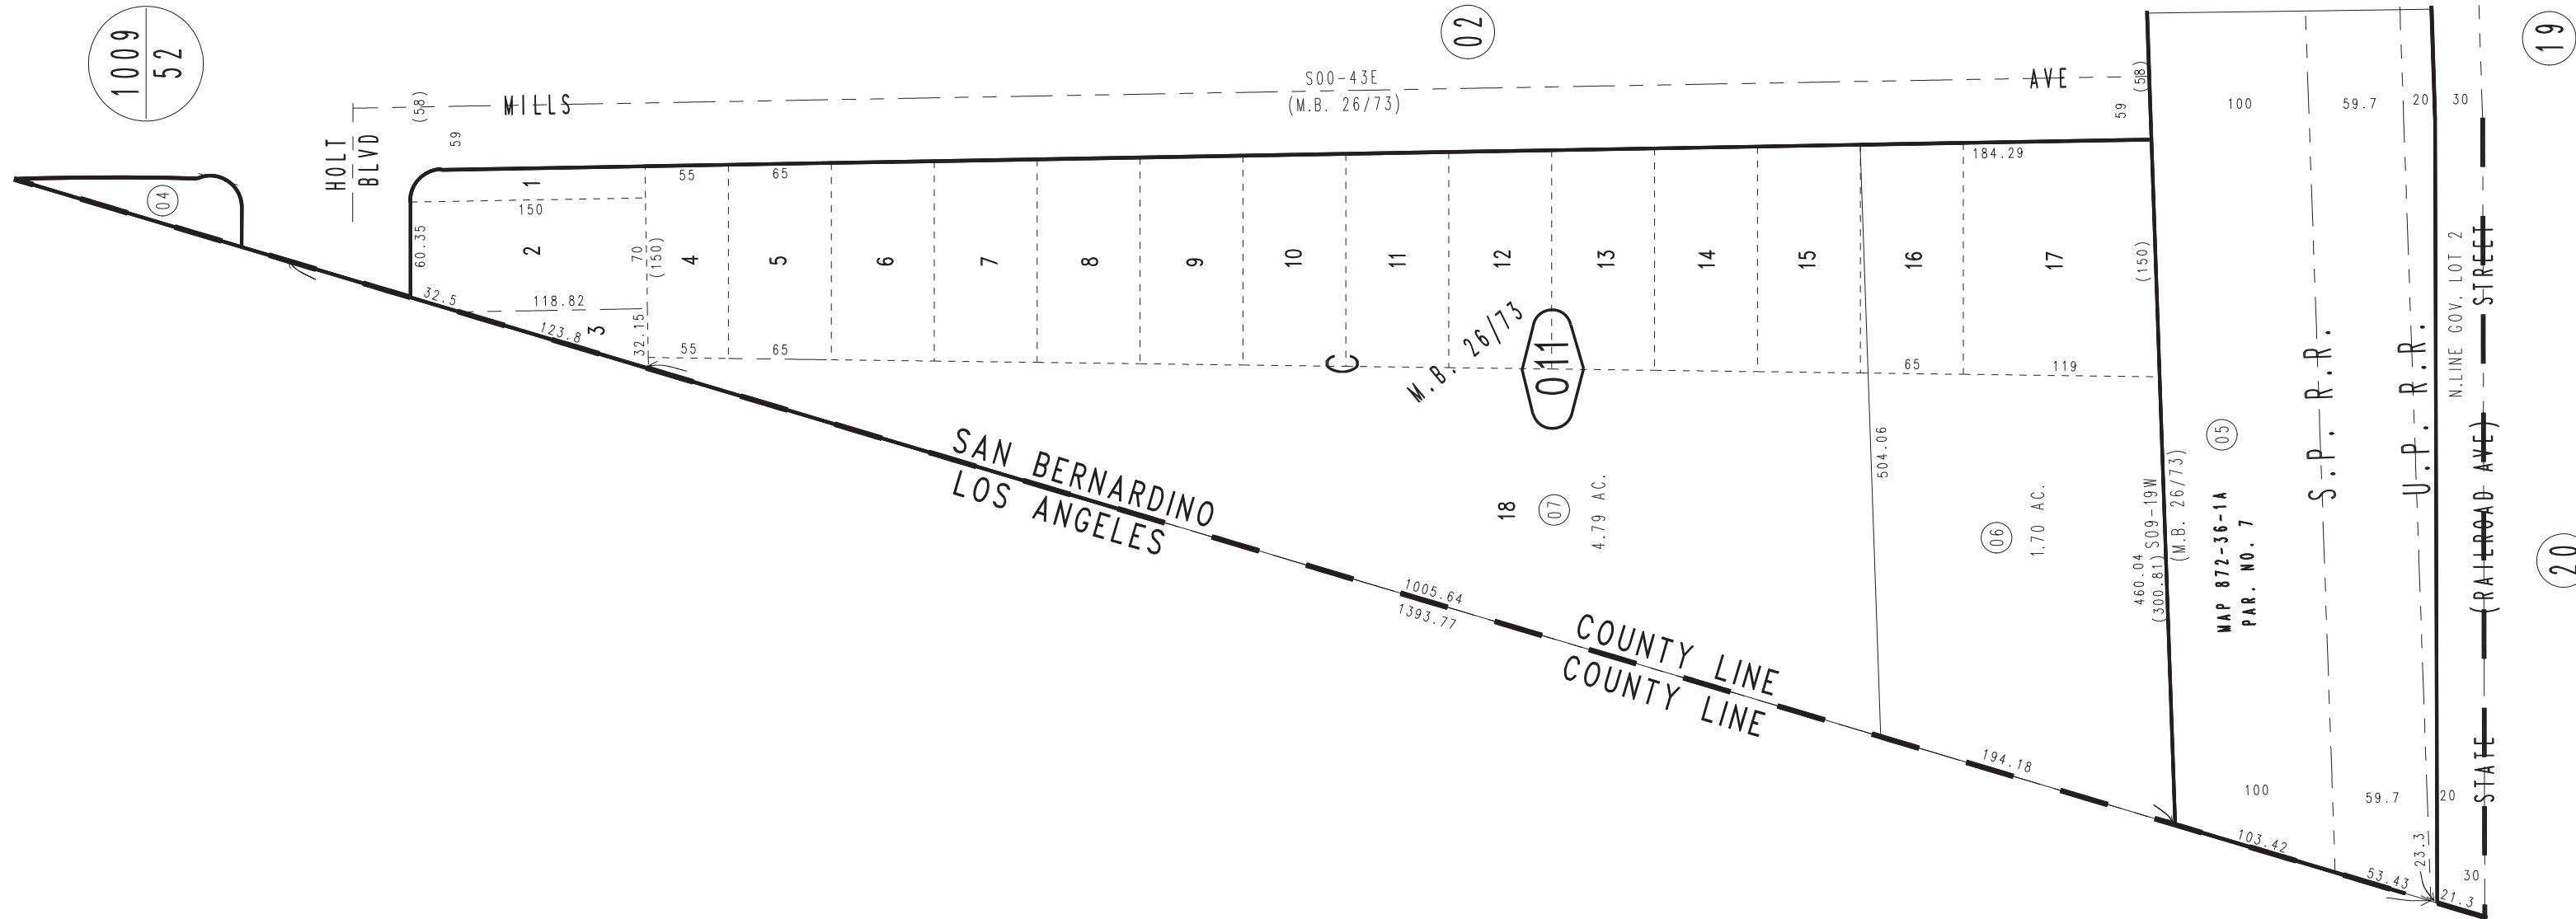 1009
52
02
19
S00-43E
(M.B. 26/73)
MILLS
AVE
(58)
(58)
59
59
HOLT
BLVD
04
100
59.7
20
30
1
150
55
65
184.29
60.35
2
70
(150)
4
5
6
7
8
9
10
11
12
13
14
15
16
17
(150)
32.5
118.82
123.8
3
32.15
55
65
C
M.B. 26/73
011
65
119
SAN BERNARDINO
LOS ANGELES
18
07
4.79 AC.
504.06
06
1.70 AC.
460.04
(300.81) S09-19W
(M.B. 26/73)
05
MAP 872-36-1A
PAR. NO. 7
S.P. R.R.
U.P. R.R.
N.LINE GOV. LOT 2
STATE (RAILROAD AVE) STREET
20
1005.64
1393.77
COUNTY LINE
COUNTY LINE
194.18
100
59.7
20
103.42
53.43
23.3
30
21.3